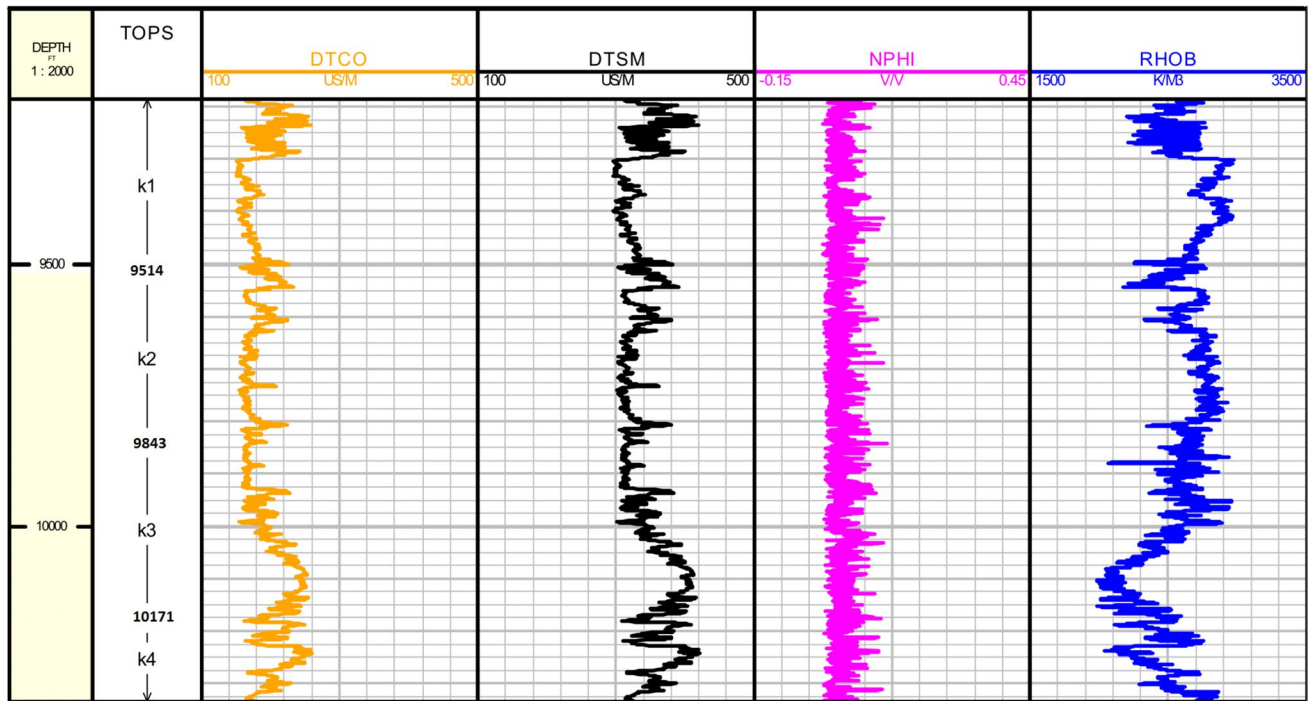 DEPTH
FT
1 : 2000
TOPS
DTCO
100 US/M 500
DTSM
100 US/M 500
NPHI
-0.15 V/V 0.45
RHOB
1500 K/M3 3500
k1
9500
9514
k2
9843
10000
k3
10171
k4